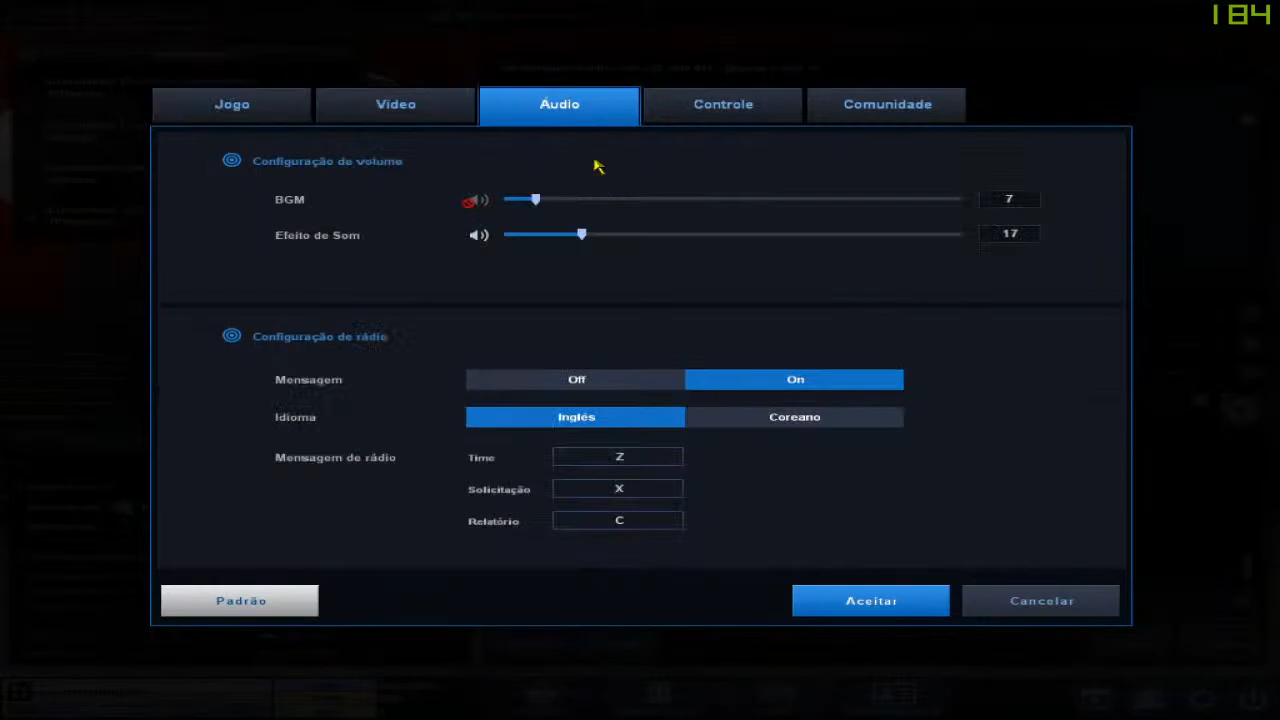 184
Jogo Vídeo Áudio Controle Comunidade
Configuração de volume
BGM 7
Efeito de Som 17
Configuração de rádio
Mensagem Off On
Idioma Inglês Coreano
Mensagem de rádio Time Z
Solicitação X
Relatório C
Padrão Aceitar Cancelar